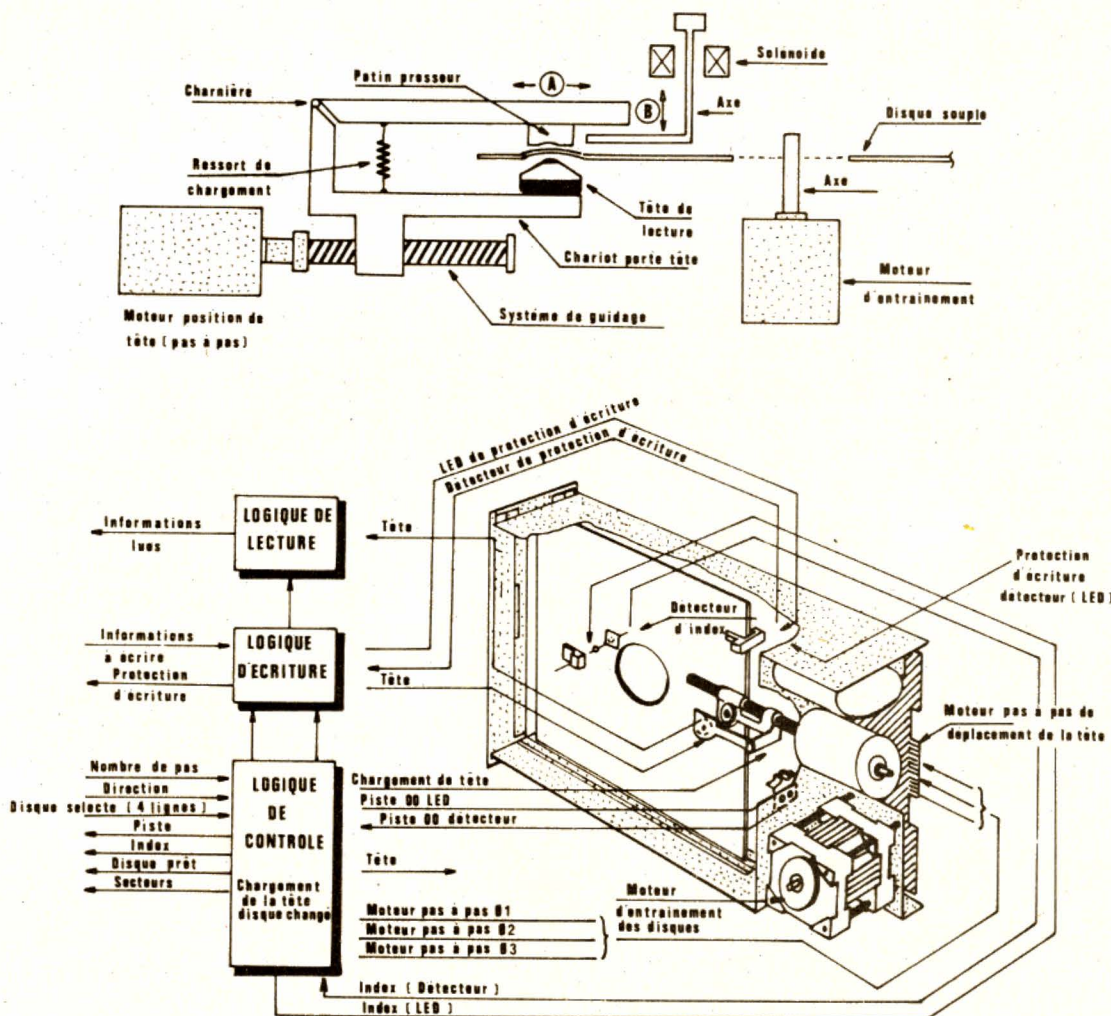 Solénoide
Patin presseur
A
Charnière
B
Axe
Disque souple
Ressort de
chargement
Axe
Tête de
lecture
Chariot porte tête
Moteur
d'entrainement
Systéme de guidage
Moteur position de
tête ( pas à pas )
LED de protection d'écriture
Détecteur de protection d'écriture
LOGIQUE DE
LECTURE
Informations
lues
Tête
Protection
d'écriture
détecteur ( LED )
Détecteur
d'index
LOGIQUE
D'ECRITURE
Informations
à écrire
Protection
d'écriture
Tête
Moteur pas à pas de
déplacement de la tête
Nombre de pas
Direction
Disque selecte ( 4 lignes )
Piste
Index
Disque prêt
Secteurs
LOGIQUE
DE
CONTROLE
Chargement
de la tête
disque changé
Chargement de tête
Piste 00 LED
Piste 00 détecteur
Tête
Moteur pas à pas Ø1
Moteur pas à pas Ø2
Moteur pas à pas Ø3
Moteur
d'entrainement
des disques
Index ( Détecteur )
Index ( LED )